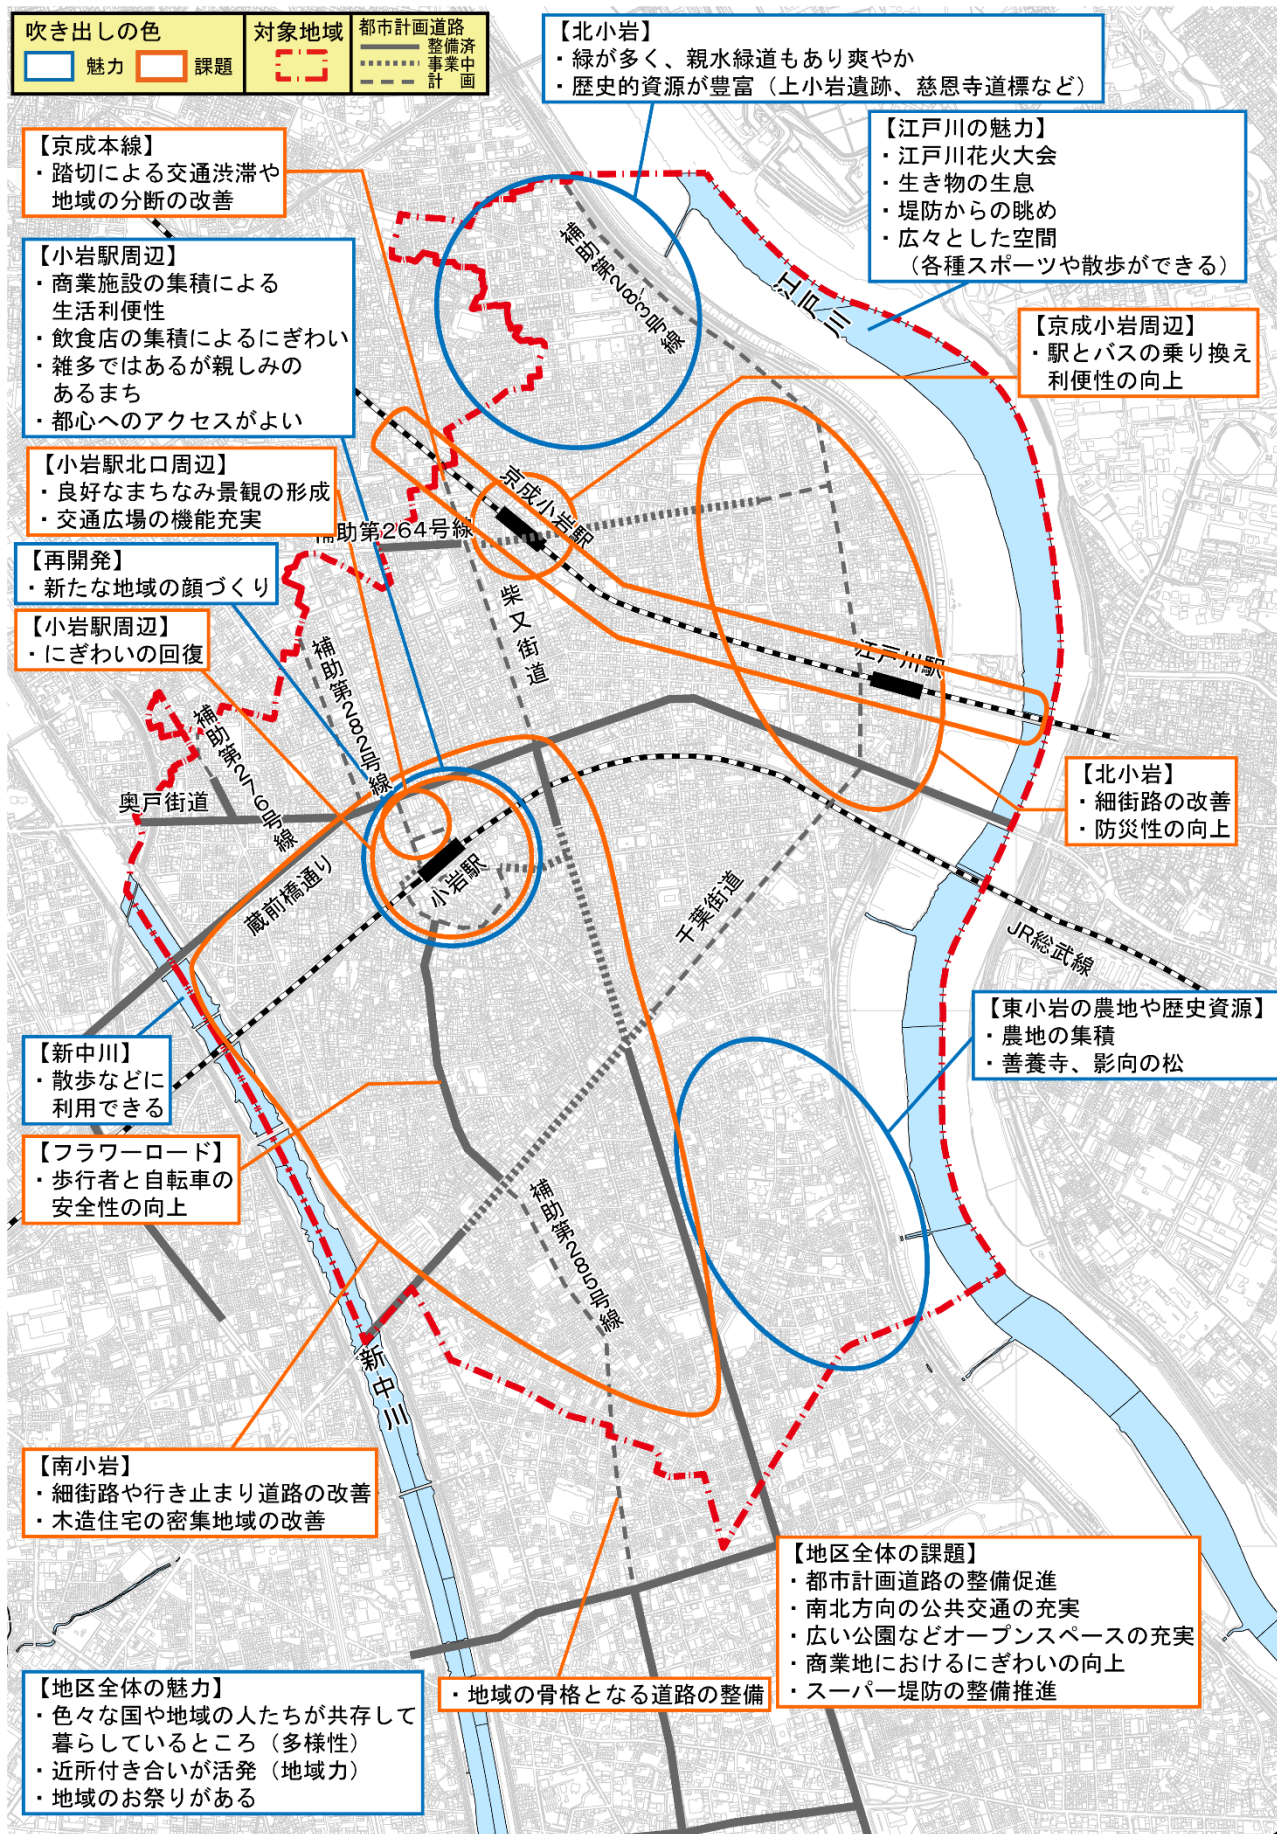 吹き出しの色
魅力
課題
対象地域
都市計画道路
整備済
事業中
計　画
【北小岩】
・緑が多く、親水緑道もあり爽やか
・歴史的資源が豊富（上小岩遺跡、慈恩寺道標など）
【江戸川の魅力】
・江戸川花火大会
・生き物の生息
・堤防からの眺め
・広々とした空間
（各種スポーツや散歩ができる）
【京成本線】
・踏切による交通渋滞や
地域の分断の改善
【小岩駅周辺】
・商業施設の集積による
生活利便性
・飲食店の集積によるにぎわい
・雑多ではあるが親しみの
あるまち
・都心へのアクセスがよい
【京成小岩周辺】
・駅とバスの乗り換え
利便性の向上
【小岩駅北口周辺】
・良好なまちなみ景観の形成
・交通広場の機能充実
【再開発】
・新たな地域の顔づくり
【小岩駅周辺】
・にぎわいの回復
補助第283号線
江戸川
京成小岩駅
助第264号線
柴又街道
補助第282号線
補助第276号線
奥戸街道
蔵前橋通り
小岩駅
江戸川駅
千葉街道
JR総武線
【北小岩】
・細街路の改善
・防災性の向上
【東小岩の農地や歴史資源】
・農地の集積
・善養寺、影向の松
【新中川】
・散歩などに
利用できる
【フラワーロード】
・歩行者と自転車の
安全性の向上
補助第285号線
新中川
【南小岩】
・細街路や行き止まり道路の改善
・木造住宅の密集地域の改善
【地区全体の課題】
・都市計画道路の整備促進
・南北方向の公共交通の充実
・広い公園などオープンスペースの充実
・商業地におけるにぎわいの向上
・スーパー堤防の整備推進
・地域の骨格となる道路の整備
【地区全体の魅力】
・色々な国や地域の人たちが共存して
暮らしているところ（多様性）
・近所付き合いが活発（地域力）
・地域のお祭りがある